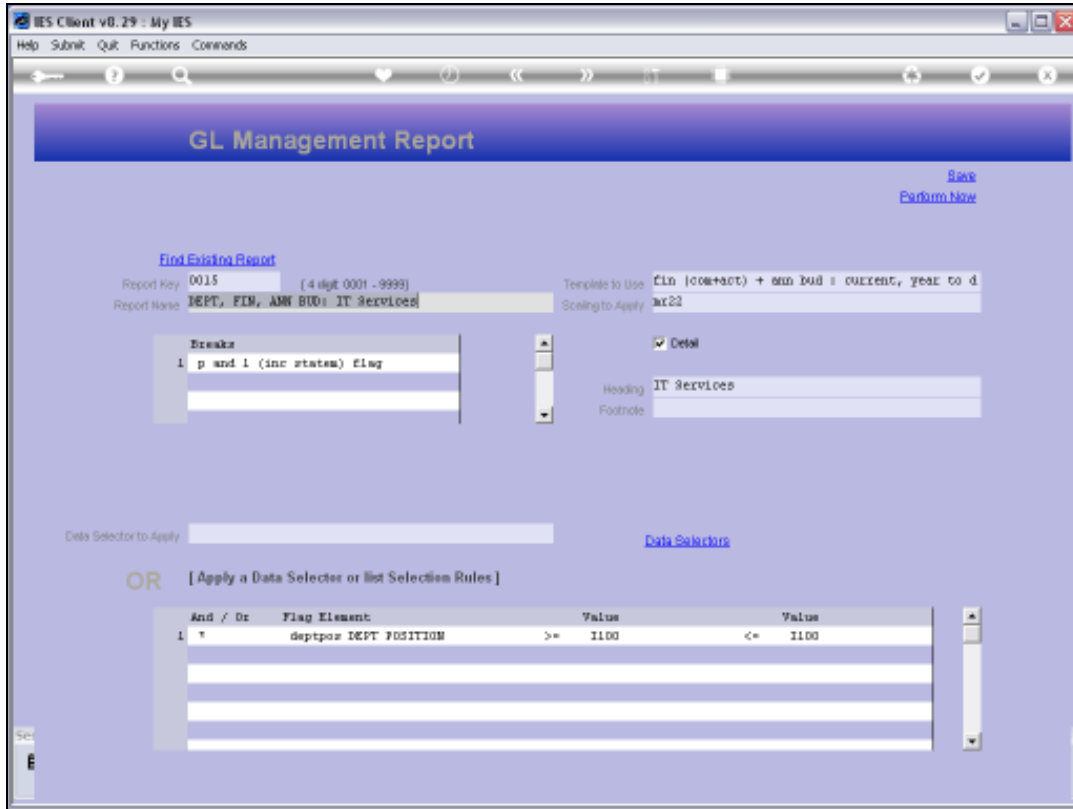 IES Client v8.29 : My IES
Help Submit Quit Functions Commands
GL Management Report
Save
Perform Now
Find Existing Report
Report Key 0015 [ 4 digit 0001 - 9999] Template to Use fin (com+act) + ann bud : current, year to d
Report Name DEPT, FIN, ANN BUD: IT Services Scaling to Apply mr22
Breaks Detail
1 p and l (inc statem) flag
Heading IT Services
Footnote
Data Selector to Apply Data Selectors
OR [ Apply a Data Selector or list Selection Rules ]
And / Or Flag Element Value Value
1 deptpos DEPT POSITION >= I100 <= I100